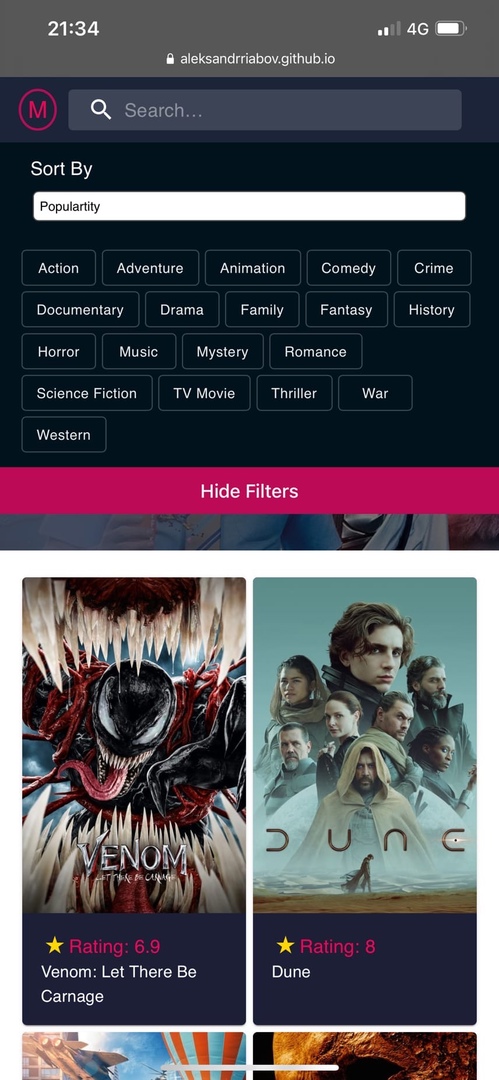 21:34
4G
aleksandrriabov.github.io
M
Search...
Sort By
Populartity
Action Adventure Animation Comedy Crime
Documentary Drama Family Fantasy History
Horror Music Mystery Romance
Science Fiction TV Movie Thriller War
Western
Hide Filters
VENOM
LET THERE BE CARNAGE
DUNE
Rating: 6.9
Venom: Let There Be
Carnage
Rating: 8
Dune